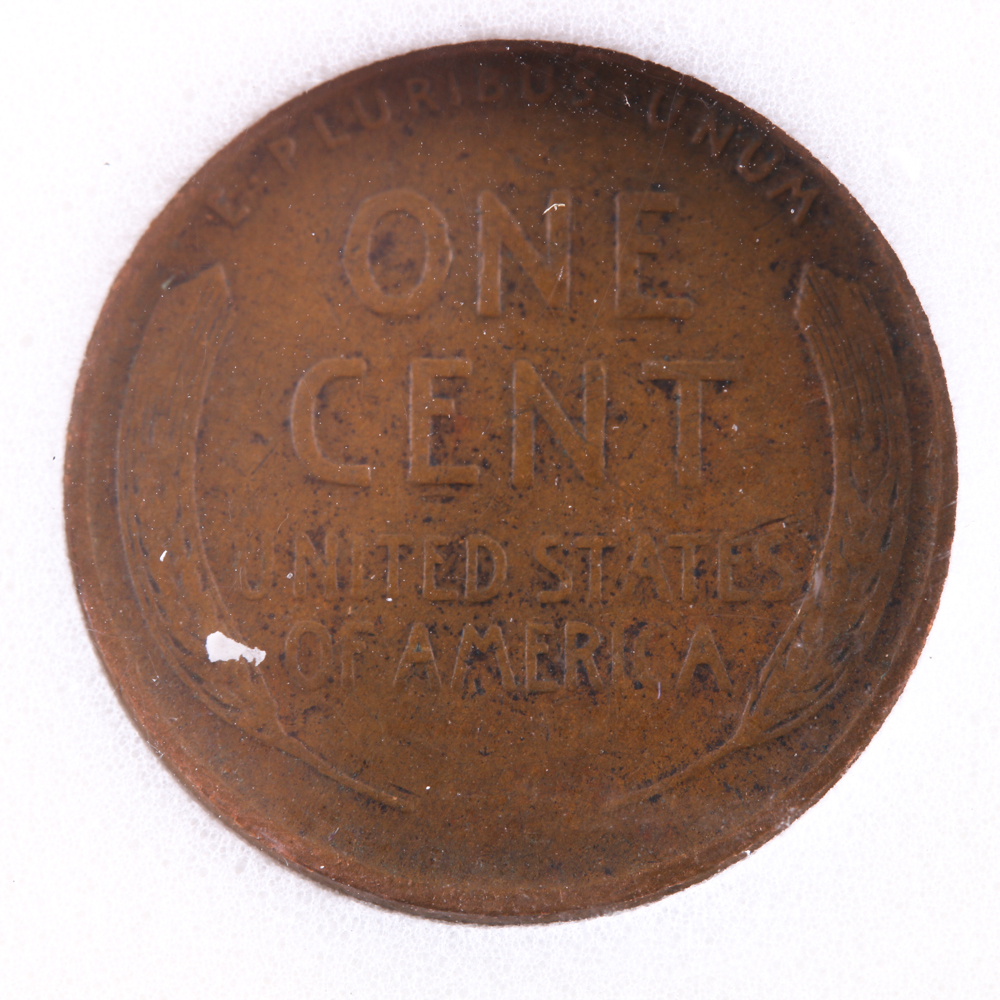 E PLURIBUS UNUM
ONE
CENT
UNITED STATES
OF AMERICA